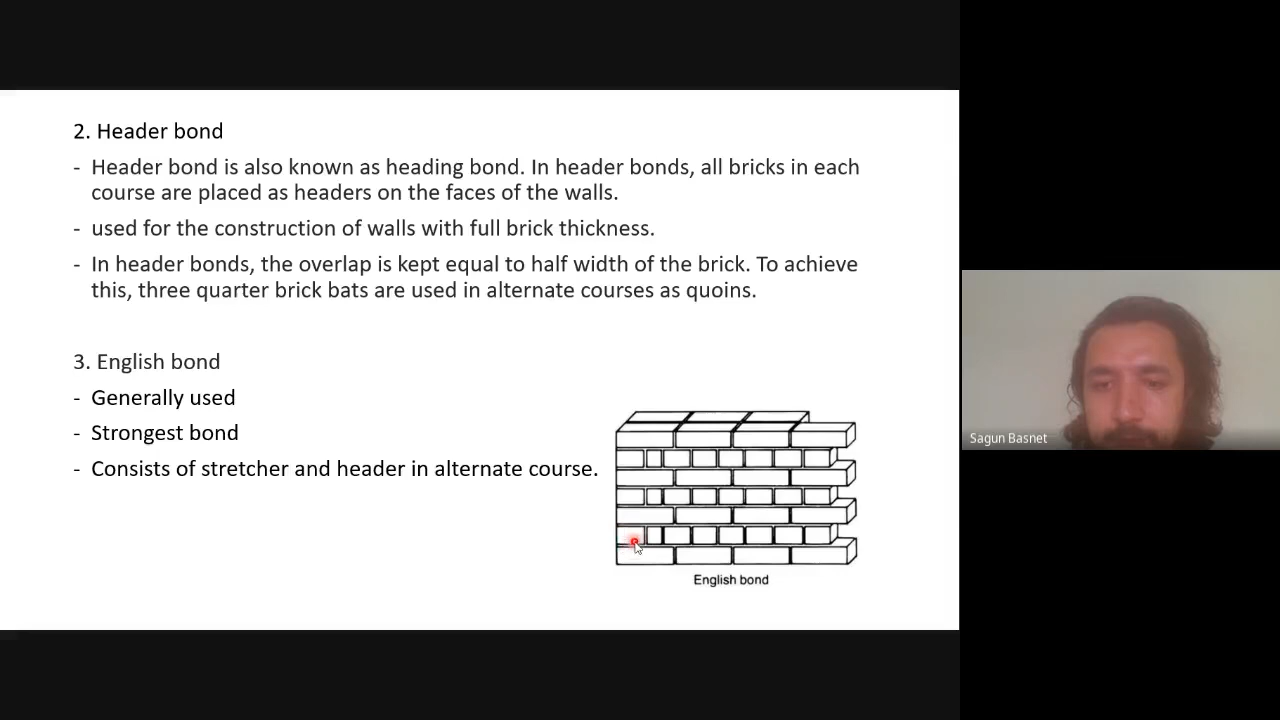 2. Header bond
- Header bond is also known as heading bond. In header bonds, all bricks in each
course are placed as headers on the faces of the walls.
- used for the construction of walls with full brick thickness.
- In header bonds, the overlap is kept equal to half width of the brick. To achieve
this, three quarter brick bats are used in alternate courses as quoins.
3. English bond
- Generally used
- Strongest bond
- Consists of stretcher and header in alternate course.
English bond
Sagun Basnet